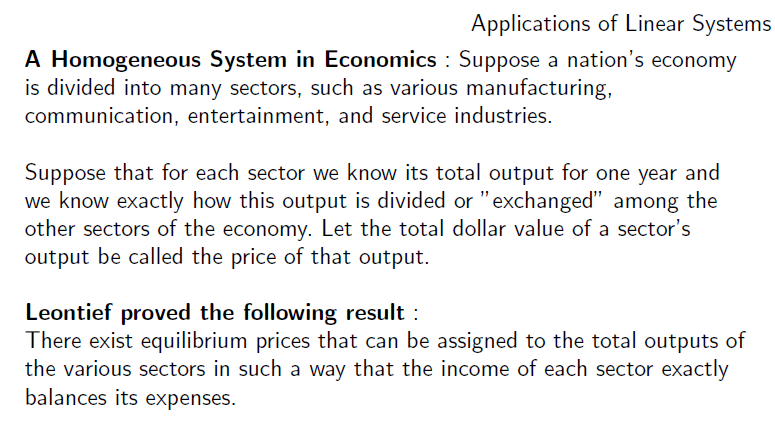 Applications of Linear Systems
A Homogeneous System in Economics : Suppose a nation's economy
is divided into many sectors, such as various manufacturing,
communication, entertainment, and service industries.
Suppose that for each sector we know its total output for one year and
we know exactly how this output is divided or ”exchanged” among the
other sectors of the economy. Let the total dollar value of a sector's
output be called the price of that output.
Leontief proved the following result :
There exist equilibrium prices that can be assigned to the total outputs of
the various sectors in such a way that the income of each sector exactly
balances its expenses.